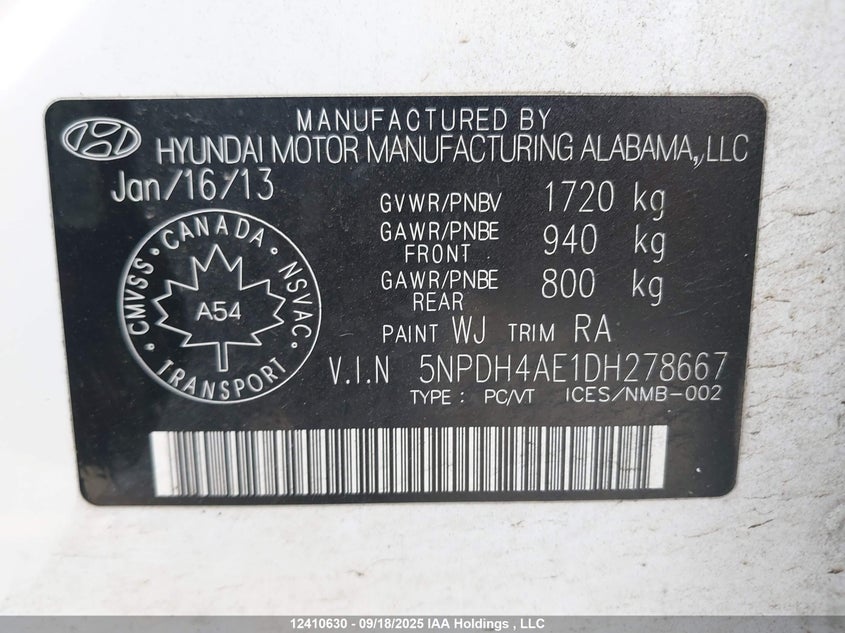 MANUFACTURED BY
HYUNDAI MOTOR MANUFACTURING ALABAMA, LLC
Jan/16/13
GVWR/PNBV 1720 kg
GAWR/PNBE FRONT 940 kg
GAWR/PNBE REAR 800 kg
PAINT WJ TRIM RA
V.I.N 5NPDH4AE1DH278667
TYPE : PC/VT ICES/NMB-002
CANADA
CMVSS · NSVAC
A54
TRANSPORT
12410630 - 09/18/2025 IAA Holdings , LLC